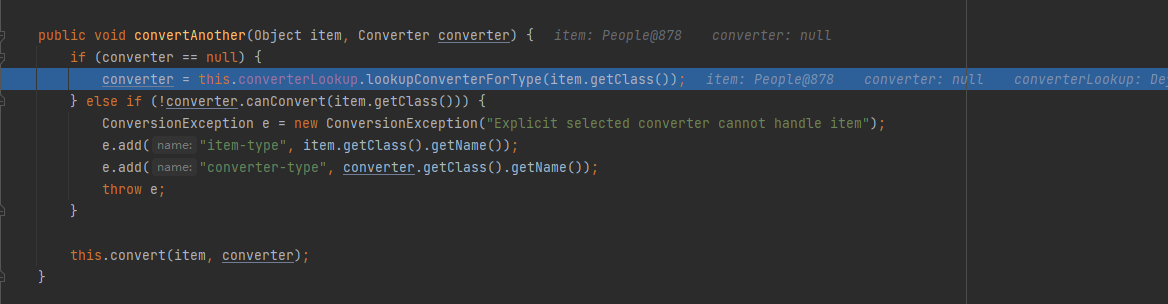 public void convertAnother(Object item, Converter converter) {   item: People@878    converter: null
    if (converter == null) {
        converter = this.converterLookup.lookupConverterForType(item.getClass());   item: People@878    converter: null    converterLookup:
    } else if (!converter.canConvert(item.getClass())) {
        ConversionException e = new ConversionException("Explicit selected converter cannot handle item");
        e.add( name: "item-type", item.getClass().getName());
        e.add( name: "converter-type", converter.getClass().getName());
        throw e;
    }
    this.convert(item, converter);
}